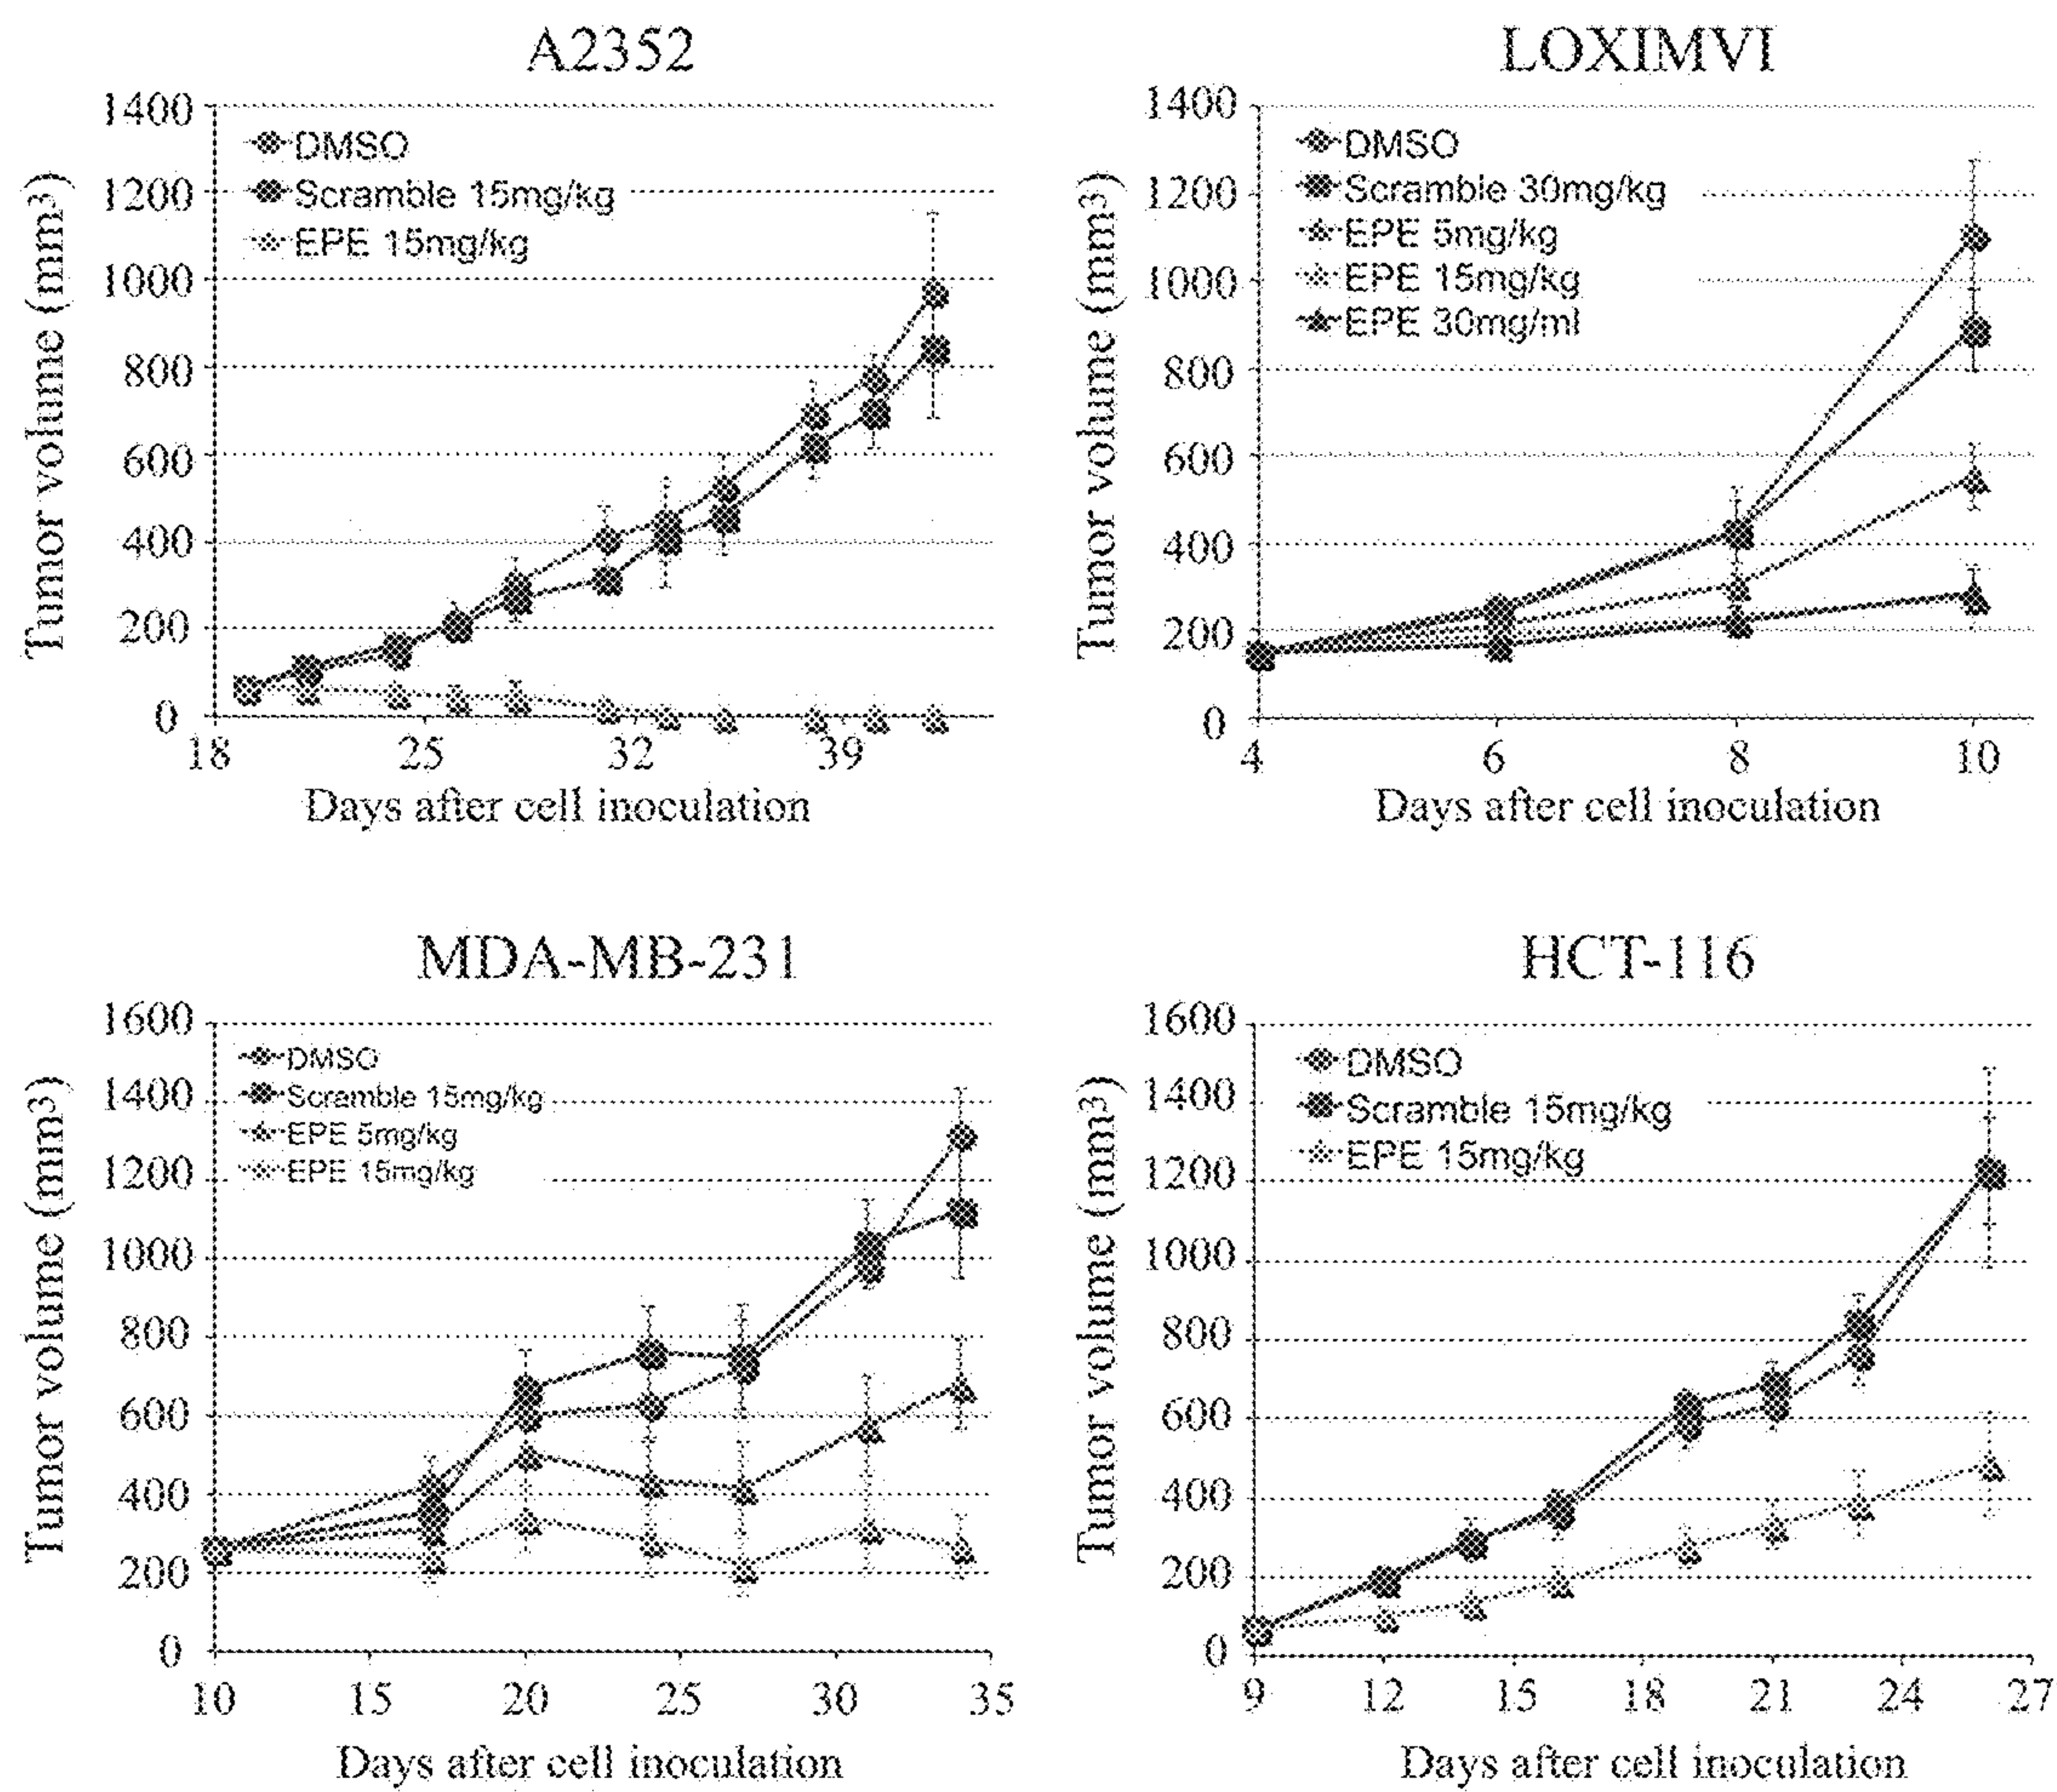 A2352
Tumor volume (mm³)
1400
1200
1000
800
600
400
200
0
DMSO
Scramble 15mg/kg
EPE 15mg/kg
18 25 32 39
Days after cell inoculation
LOXIMVI
Tumor volume (mm³)
1400
1200
1000
800
600
400
200
0
DMSO
Scramble 30mg/kg
EPE 5mg/kg
EPE 15mg/kg
EPE 30mg/ml
4 6 8 10
Days after cell inoculation
MDA-MB-231
Tumor volume (mm³)
1600
1400
1200
1000
800
600
400
200
0
DMSO
Scramble 15mg/kg
EPE 5mg/kg
EPE 15mg/kg
10 15 20 25 30 35
Days after cell inoculation
HCT-116
Tumor volume (mm³)
1600
1400
1200
1000
800
600
400
200
0
DMSO
Scramble 15mg/kg
EPE 15mg/kg
9 12 15 18 21 24 27
Days after cell inoculation